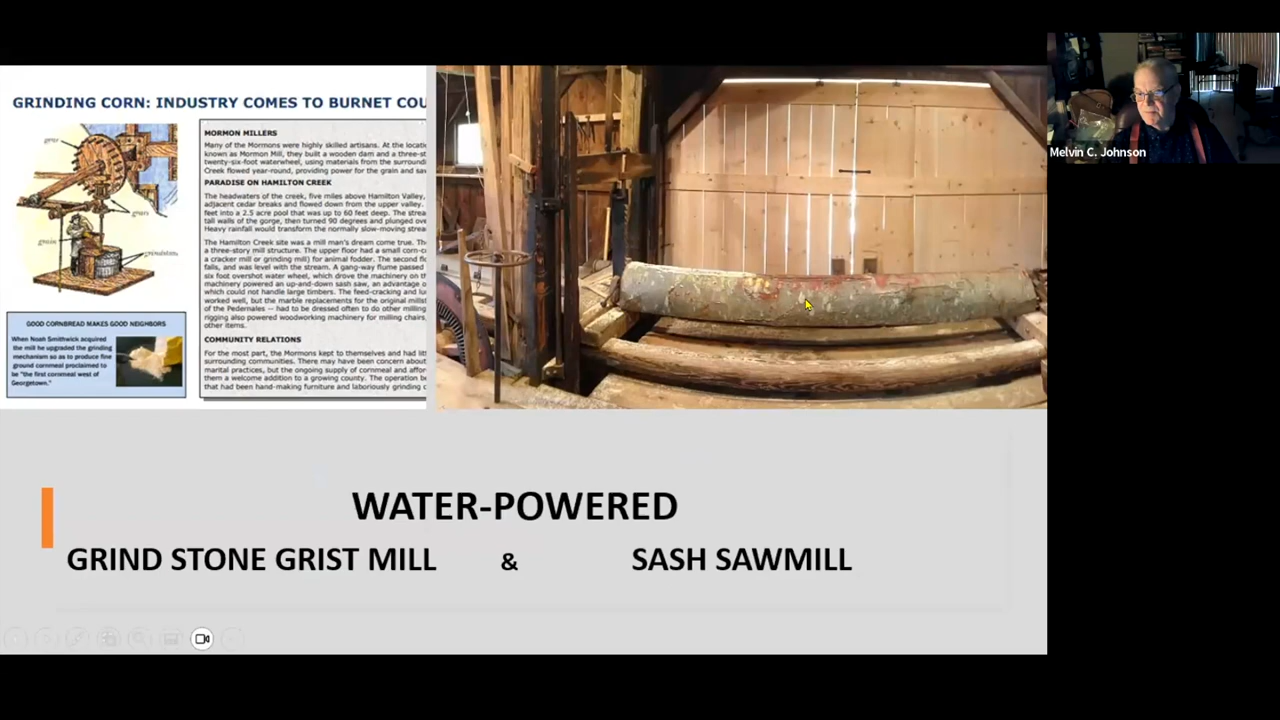 GRINDING CORN: INDUSTRY COMES TO BURNET COU
gears
grain
grindstones
GOOD CORNBREAD MAKES GOOD NEIGHBORS
When Noah Smithwick acquired
the mill he upgraded the grinding
mechanism so as to produce fine
ground cornmeal proclaimed to
be "the first cornmeal west of
Georgetown."
MORMON MILLERS
Many of the Mormons were highly skilled artisans. At the locati
known as Mormon Mill, they built a wooden dam and a three-st
twenty-six-foot waterwheel, using materials from the surround
Creek flowed year-round, providing power for the grain and sav
PARADISE ON HAMILTON CREEK
The headwaters of the creek, five miles above Hamilton Valley,
adjacent cedar breaks and flowed down from the upper valley.
feet into a 2.5 acre pool that was up to 60 feet deep. The strea
tall walls of the gorge, then turned 90 degrees and plunged ove
Heavy rainfall would transform the normally slow-moving strea
The Hamilton Creek site was a mill man's dream come true. Th
a three-story mill structure. The upper floor had a small corn-c
a cracker mill or grinding mill) for animal fodder. The second fl
falls, and was level with the stream. A gang-way flume passed
six foot overshot water wheel, which drove the machinery on th
machinery powered an up-and-down sash saw, an advantage o
which could not handle large timbers. The feed-cracking and lu
worked well, but the marble replacements for the original millst
of the Pedernales -- had to be dressed often to do other milling
rigging also powered woodworking machinery for milling chairs,
other items.
COMMUNITY RELATIONS
For the most part, the Mormons kept to themselves and had litt
surrounding communities. There may have been concern about
marital practices, but the ongoing supply of cornmeal and affor
them a welcome addition to a growing county. The operation be
that had been hand-making furniture and laboriously grinding c
Melvin C. Johnson
WATER-POWERED
GRIND STONE GRIST MILL & SASH SAWMILL